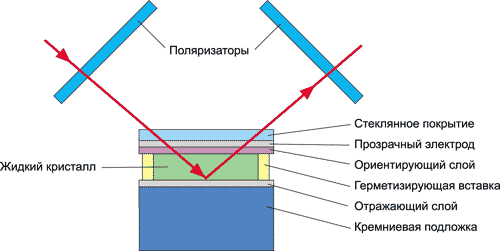 Поляризаторы
Стеклянное покрытие
Прозрачный электрод
Ориентирующий слой
Жидкий кристалл
Герметизирующая вставка
Отражающий слой
Кремниевая подложка